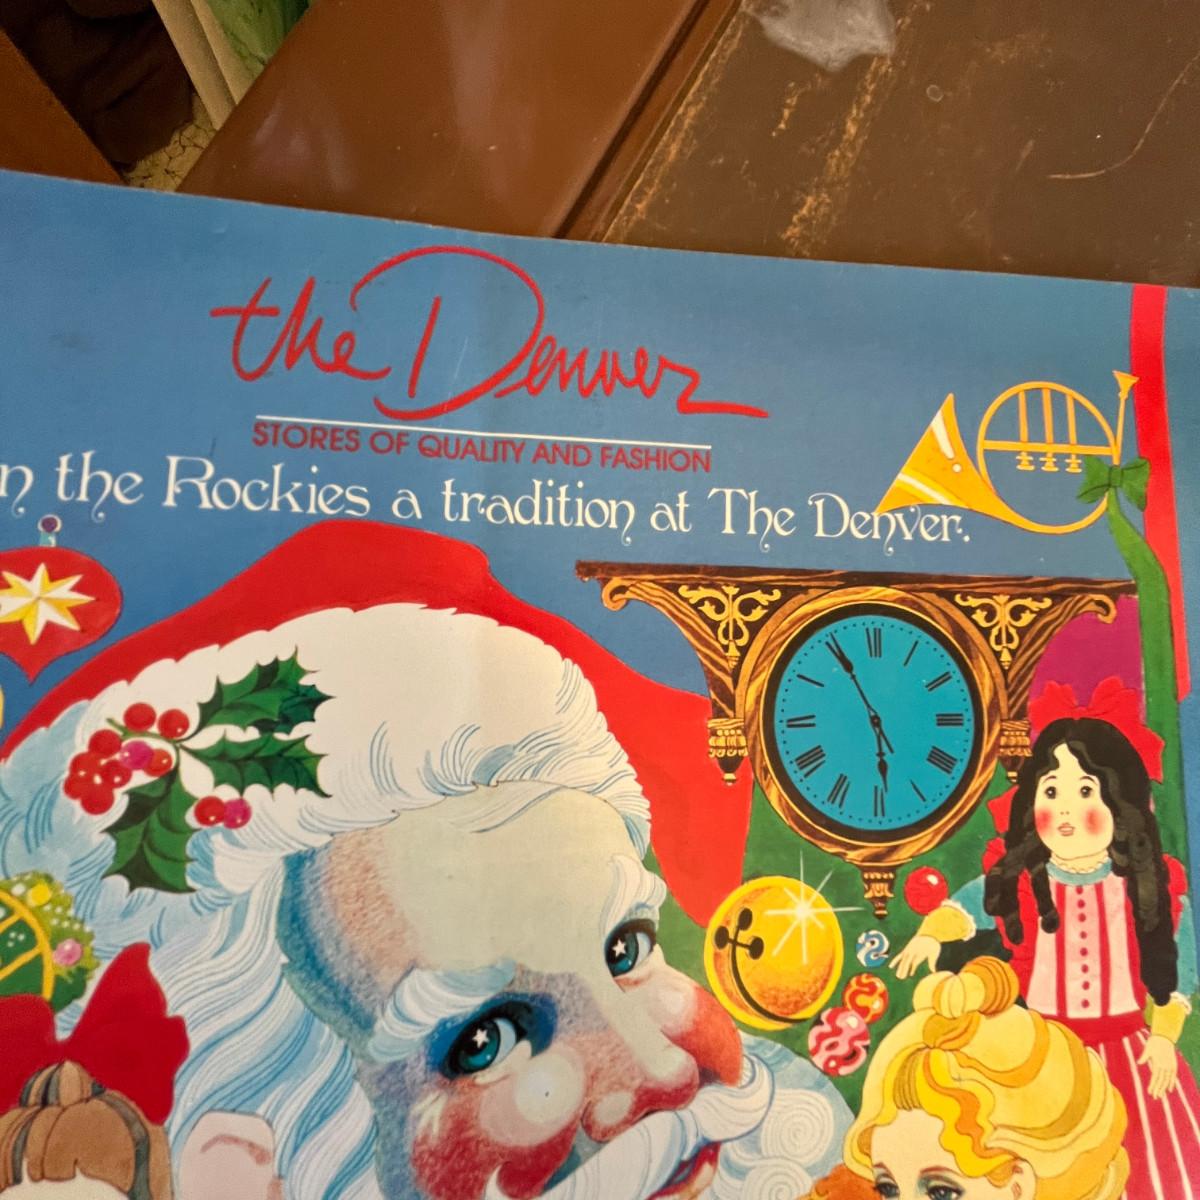 the Denver
STORES OF QUALITY AND FASHION
n the Rockies a tradition at The Denver.